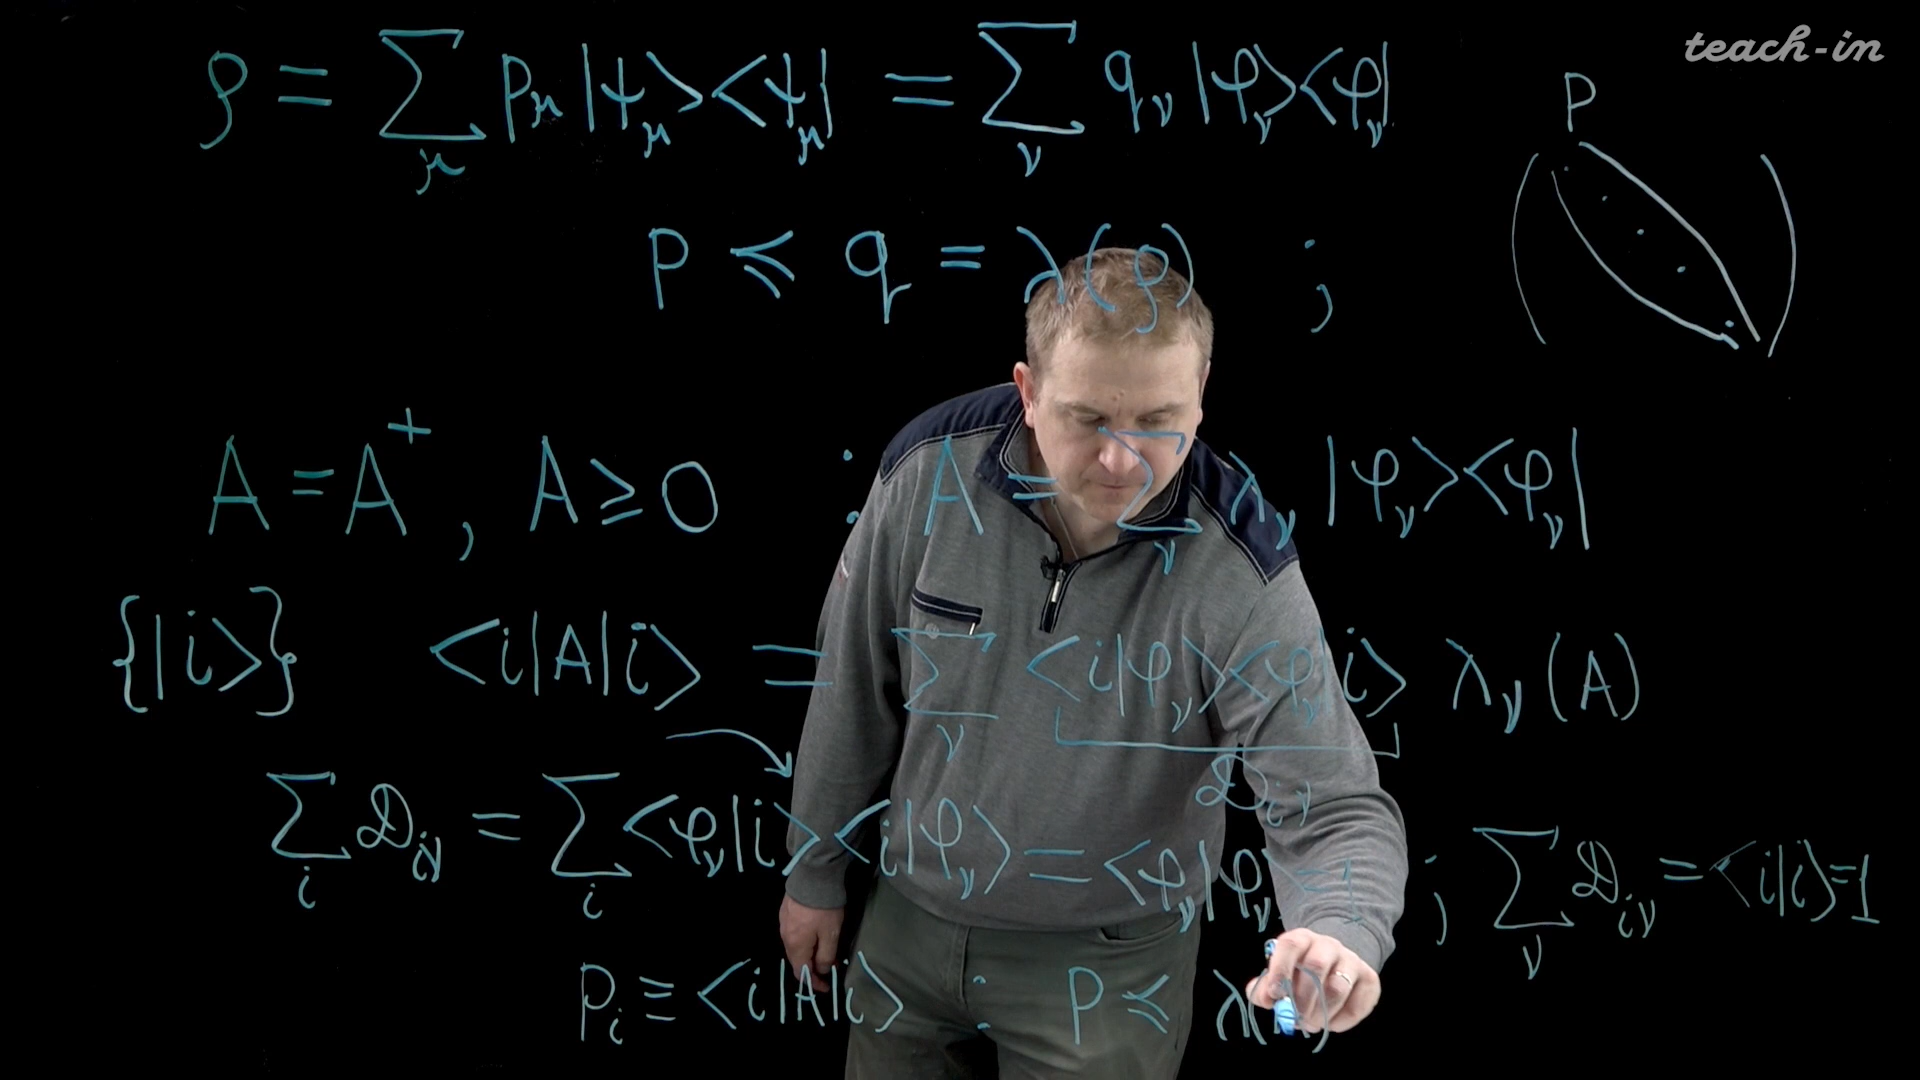 teach-in
ρ = ∑_μ p_μ |ψ_μ><ψ_μ| = ∑_ν q_ν |φ_ν><φ_ν|
P
p ≼ q = λ(ρ) ;
A = A⁺, A ≥ 0 : A = ∑_ν λ_ν |φ_ν><φ_ν|
{|i>} <i|A|i> = ∑_ν <i|φ_ν><φ_ν|i> λ_ν(A)
D_iν
∑_i D_iν = ∑_i <φ_ν|i><i|φ_ν> = <φ_ν|φ_ν> = 1 ; ∑_ν D_iν = <i|i> = 1
p_i ≡ <i|A|i> : p ≼ λ(A)